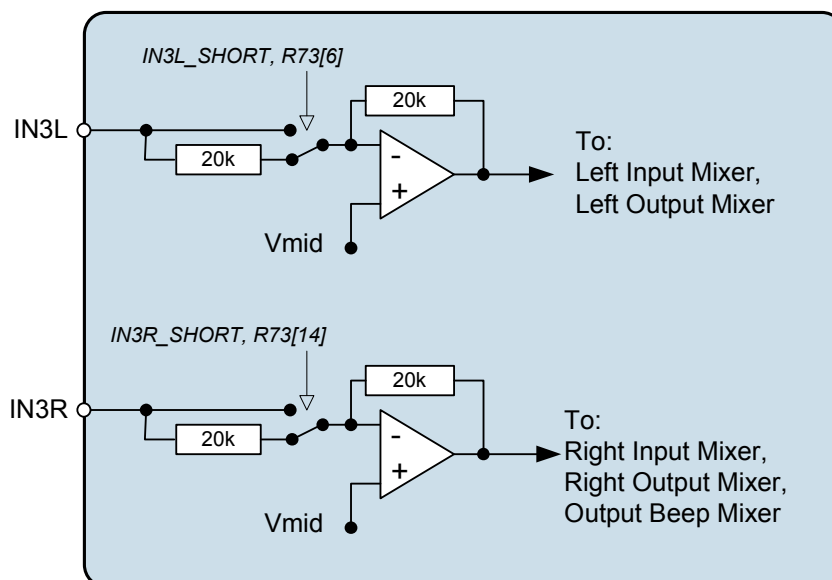 IN3L_SHORT, R73[6]
20k
IN3L
20k
-
+
Vmid
To:
Left Input Mixer,
Left Output Mixer
IN3R_SHORT, R73[14]
20k
IN3R
20k
-
+
Vmid
To:
Right Input Mixer,
Right Output Mixer,
Output Beep Mixer